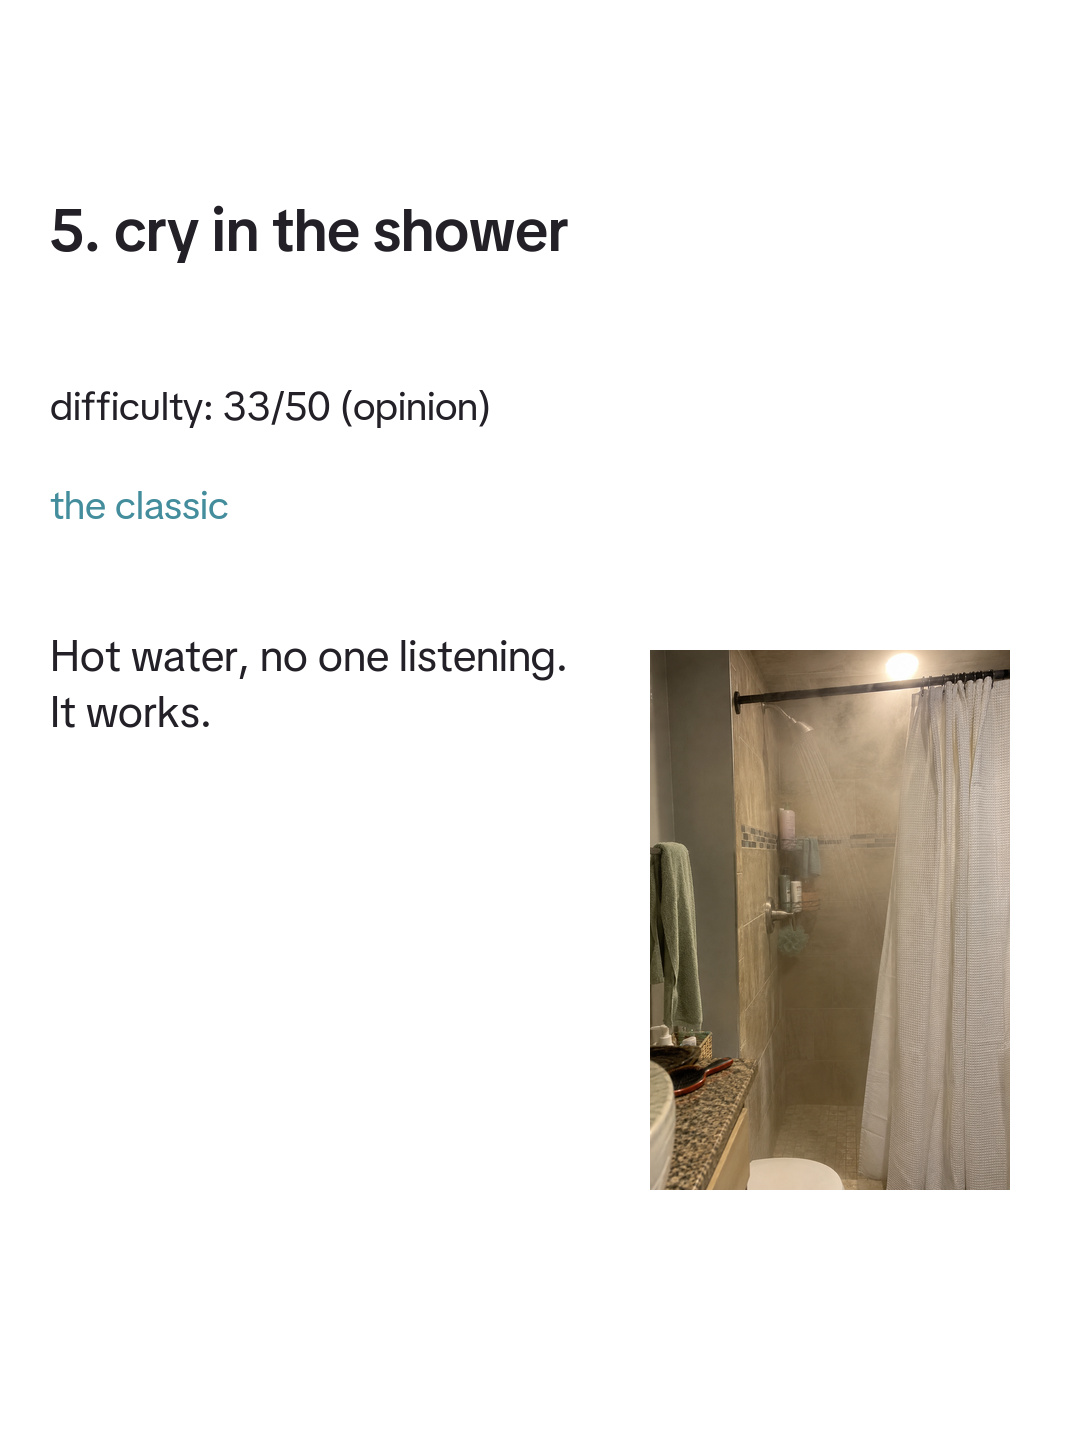 5. cry in the shower
difficulty: 33/50 (opinion)
the classic
Hot water, no one listening.
It works.